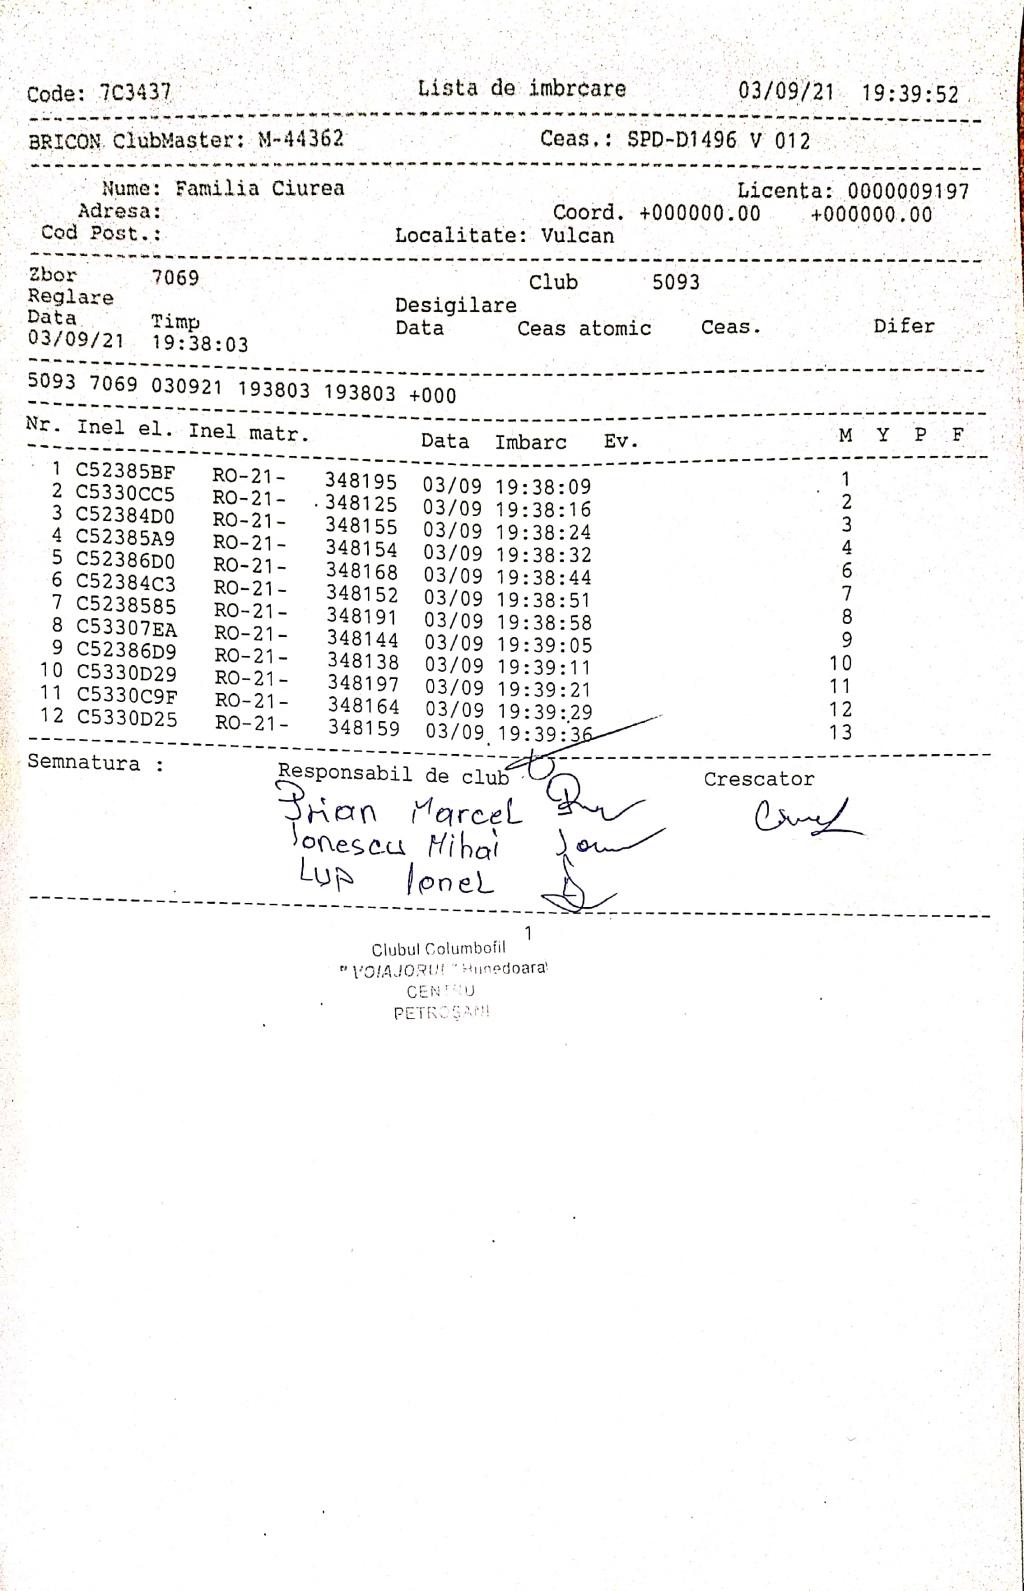 Code: 7C3437 Lista de imbrcare 03/09/21 19:39:52
BRICON ClubMaster: M-44362 Ceas.: SPD-D1496 V 012
Nume: Familia Ciurea Licenta: 0000009197
Adresa: Coord. +000000.00 +000000.00
Cod Post.: Localitate: Vulcan
Zbor 7069 Club 5093
Reglare Desigilare
Data Timp Data Ceas atomic Ceas. Difer
03/09/21 19:38:03
5093 7069 030921 193803 193803 +000
Nr. Inel el. Inel matr. Data Imbarc Ev. M Y P F
1 C52385BF RO-21- 348195 03/09 19:38:09 1
2 C5330CC5 RO-21- 348125 03/09 19:38:16 2
3 C52384D0 RO-21- 348155 03/09 19:38:24 3
4 C52385A9 RO-21- 348154 03/09 19:38:32 4
5 C52386D0 RO-21- 348168 03/09 19:38:44 6
6 C52384C3 RO-21- 348152 03/09 19:38:51 7
7 C5238585 RO-21- 348191 03/09 19:38:58 8
8 C53307EA RO-21- 348144 03/09 19:39:05 9
9 C52386D9 RO-21- 348138 03/09 19:39:11 10
10 C5330D29 RO-21- 348197 03/09 19:39:21 11
11 C5330C9F RO-21- 348164 03/09 19:39:29 12
12 C5330D25 RO-21- 348159 03/09 19:39:36 13
Semnatura : Responsabil de club Crescator
Marcel
Ionescu Mihai
Lup Ionel
1
Clubul Columbofil
"VOIAJORUL" Hunedoara
CENTRU
PETROŞANI